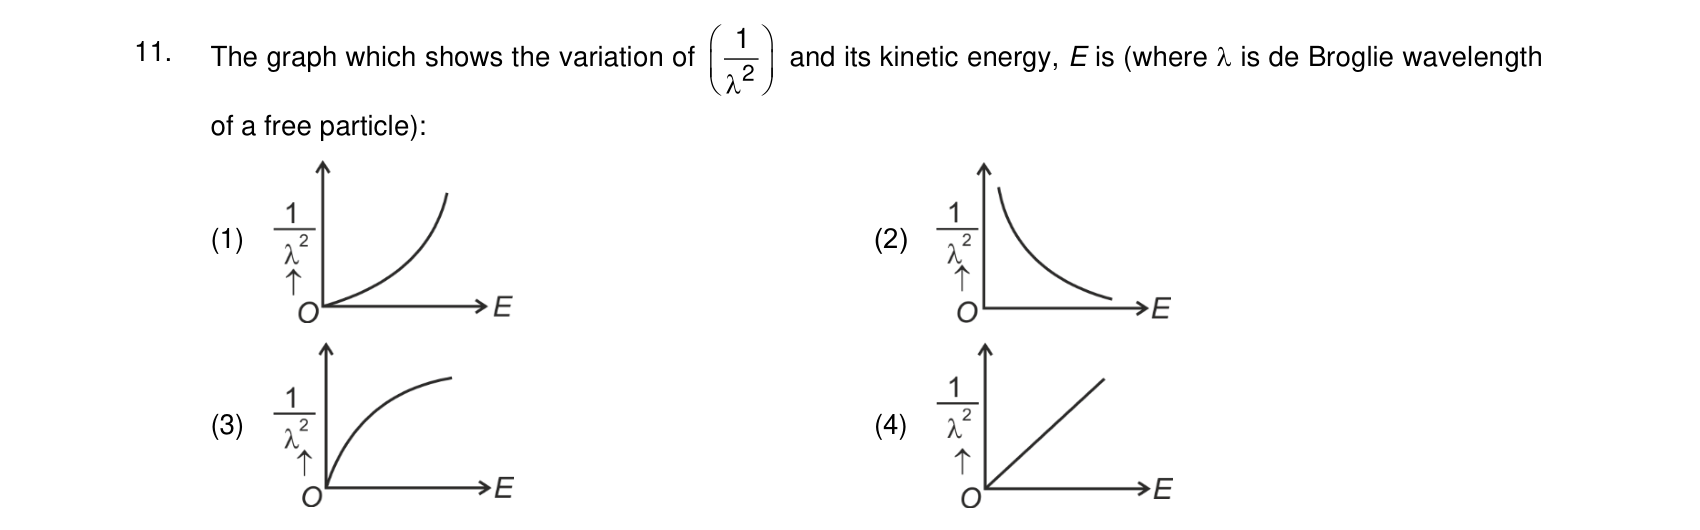 11. The graph which shows the variation of (1/λ²) and its kinetic energy, E is (where λ is de Broglie wavelength
of a free particle):
(1) 1/λ² ↑ O E
(2) 1/λ² ↑ O E
(3) 1/λ² ↑ O E
(4) 1/λ² ↑ O E